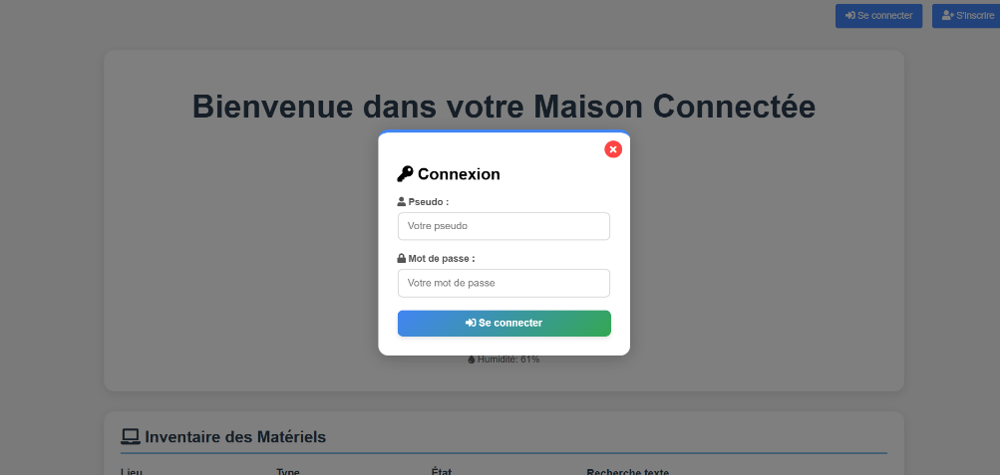 Se connecter
S'inscrire
Bienvenue dans votre Maison Connectée
Connexion
Pseudo :
Votre pseudo
Mot de passe :
Votre mot de passe
Se connecter
Humidité: 61%
Inventaire des Matériels
Lieu Type État Recherche texte